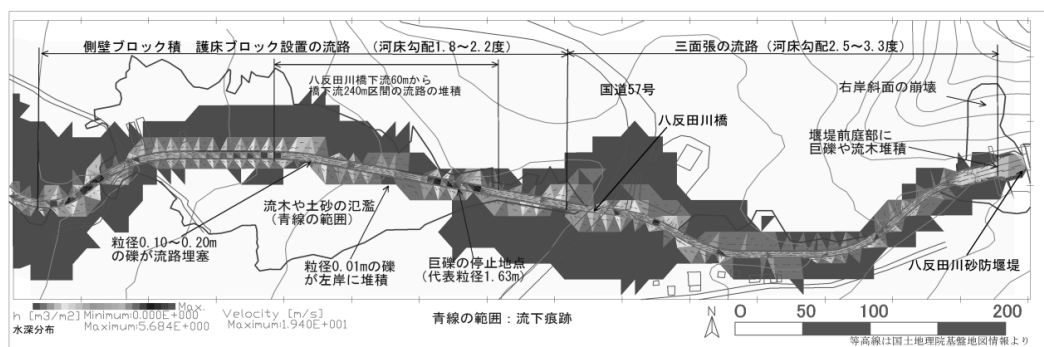 側壁ブロック積　護床ブロック設置の流路　（河床勾配1.8～2.2度）
三面張の流路（河床勾配2.5～3.3度）
八反田川橋下流60mから
橋下流240m区間の流路の堆積
国道57号
八反田川橋
右岸斜面の崩壊
堰堤前庭部に
巨礫や流木堆積
流木や土砂の氾濫
（青線の範囲）
粒径0.10～0.20m
の礫が流路埋塞
粒径0.01mの礫
が左岸に堆積
巨礫の停止地点
（代表粒径1.63m）
八反田川砂防堰堤
Max.
h [m3/m2] Minimum:0.000E+000
Maximum:5.684E+000
Velocity [m/s]
Maximum:1.940E+001
水深分布
青線の範囲：流下痕跡
N
0 50 100 200
等高線は国土地理院基盤地図情報より